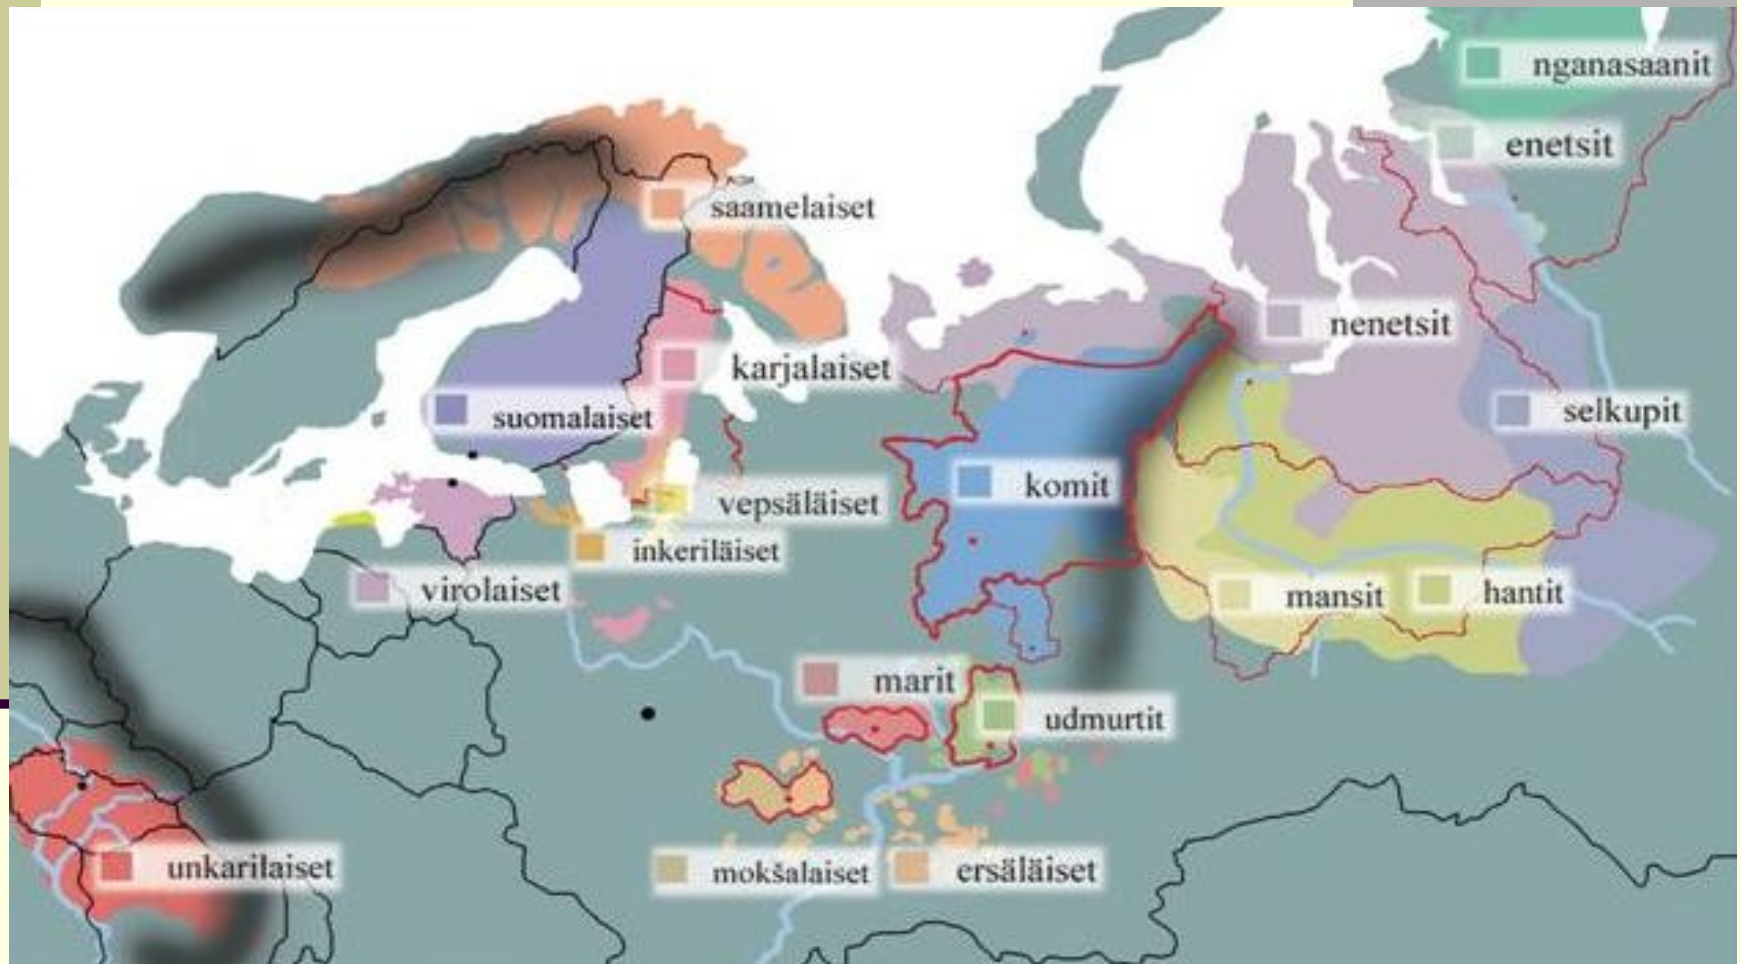 nganasaanit
enetsit
saamelaiset
nenetsit
karjalaiset
suomalaiset
selkupit
komit
vepsäläiset
inkeriläiset
virolaiset
mansit
hantit
marit
udmurtit
unkarilaiset
mokšalaiset
ersäläiset